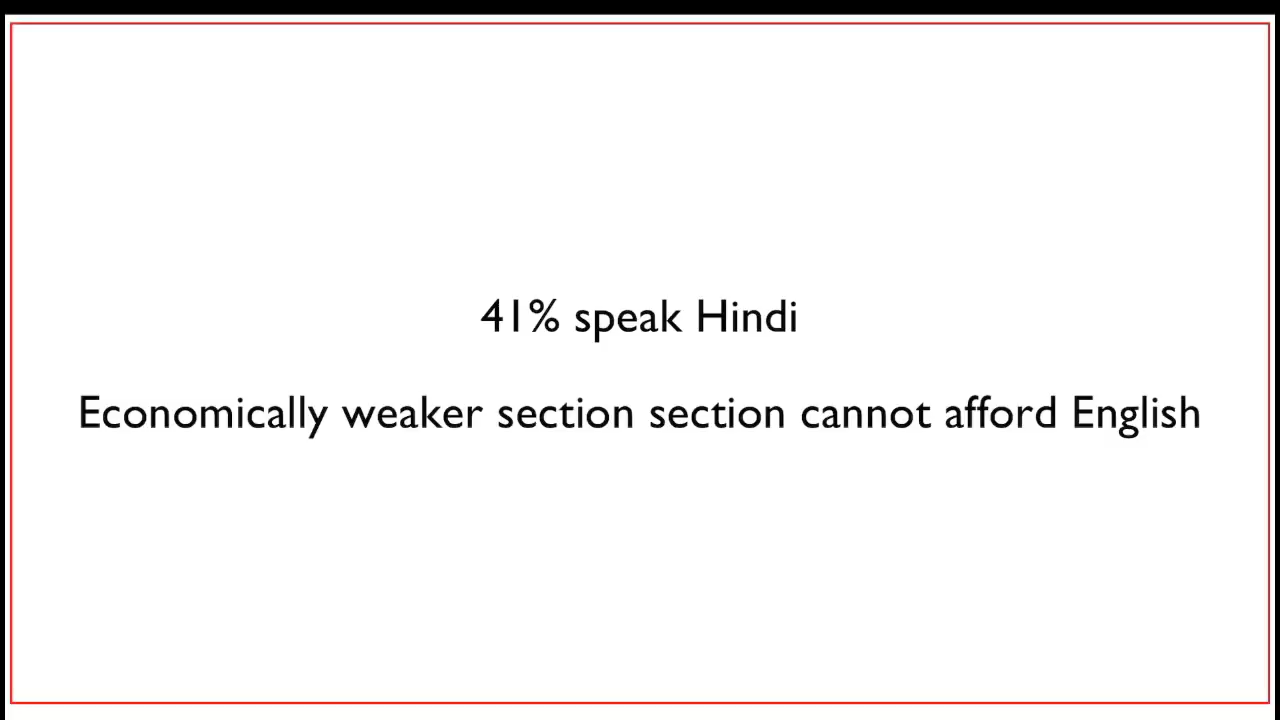 41% speak Hindi
Economically weaker section section cannot afford English